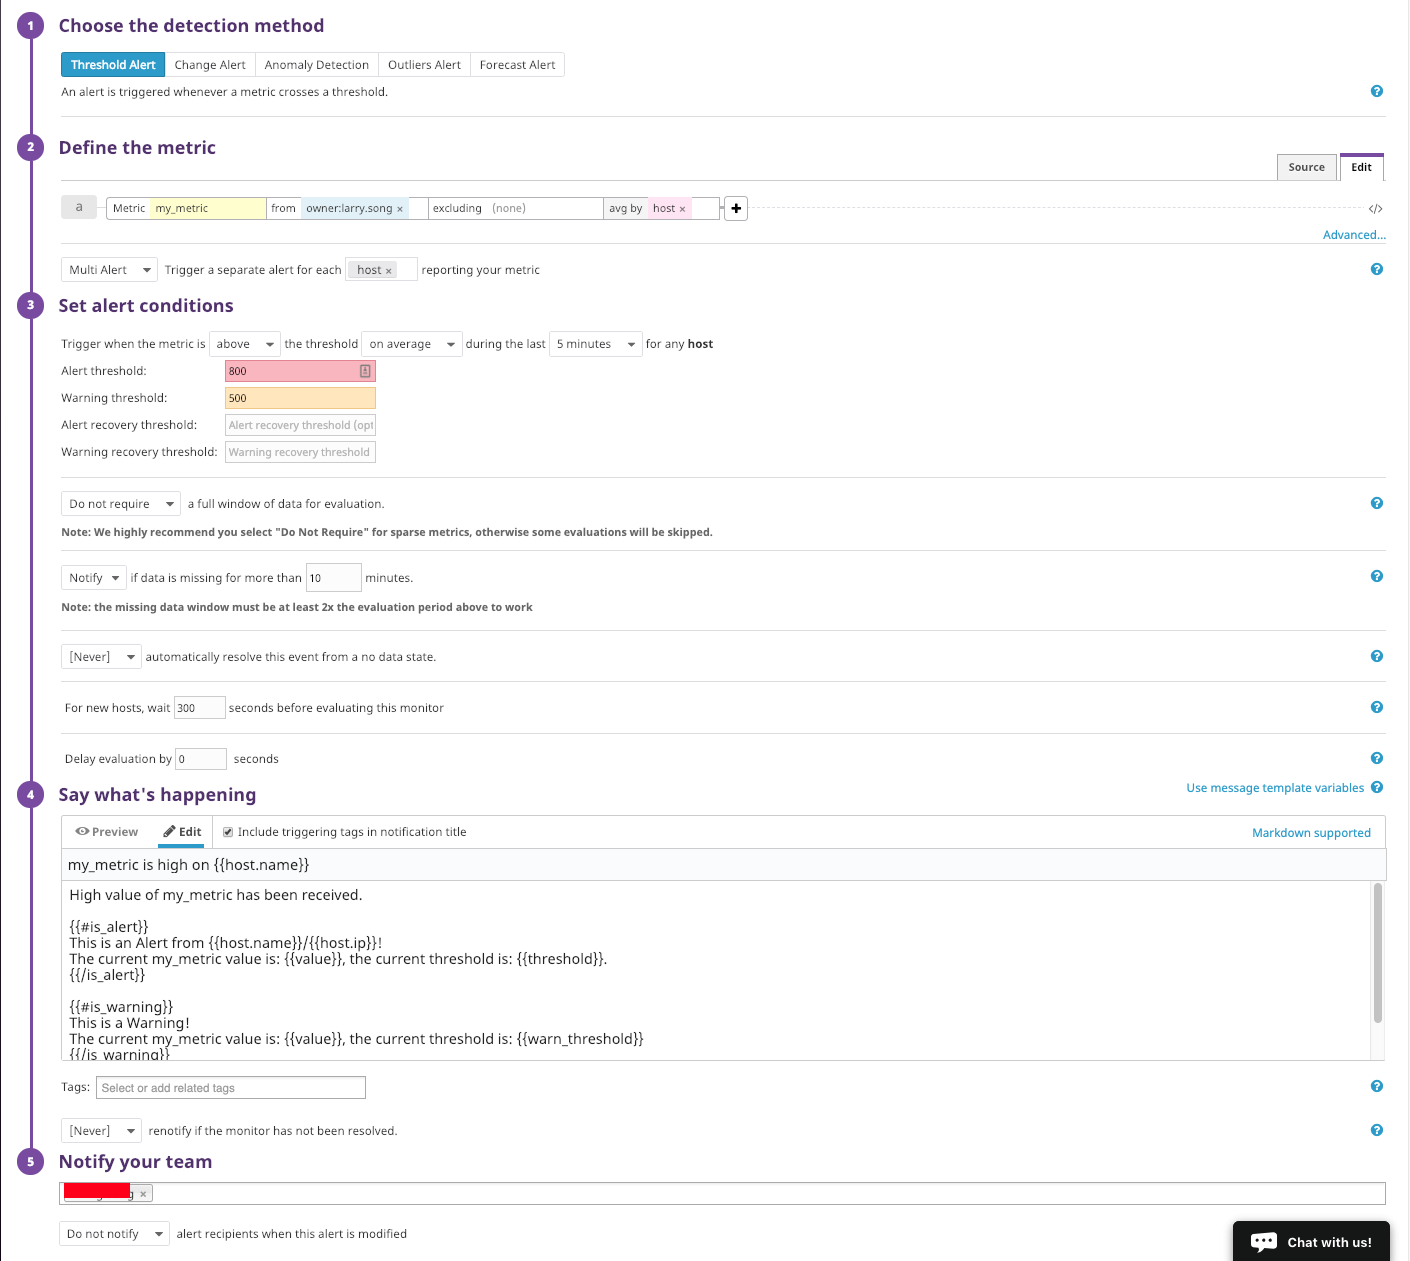 1 Choose the detection method
Threshold Alert Change Alert Anomaly Detection Outliers Alert Forecast Alert
An alert is triggered whenever a metric crosses a threshold. ?
2 Define the metric
Source Edit
a Metric my_metric from owner:larry.song × excluding (none) avg by host × + </>
Advanced...
Multi Alert Trigger a separate alert for each host × reporting your metric ?
3 Set alert conditions
Trigger when the metric is above the threshold on average during the last 5 minutes for any host
Alert threshold: 800
Warning threshold: 500
Alert recovery threshold: Alert recovery threshold (opt
Warning recovery threshold: Warning recovery threshold
Do not require a full window of data for evaluation. ?
Note: We highly recommend you select "Do Not Require" for sparse metrics, otherwise some evaluations will be skipped.
Notify if data is missing for more than 10 minutes. ?
Note: the missing data window must be at least 2x the evaluation period above to work
[Never] automatically resolve this event from a no data state. ?
For new hosts, wait 300 seconds before evaluating this monitor ?
Delay evaluation by 0 seconds ?
4 Say what's happening Use message template variables ?
Preview Edit Include triggering tags in notification title Markdown supported
my_metric is high on {{host.name}}
High value of my_metric has been received.
{{#is_alert}}
This is an Alert from {{host.name}}/{{host.ip}}!
The current my_metric value is: {{value}}, the current threshold is: {{threshold}}.
{{/is_alert}}
{{#is_warning}}
This is a Warning!
The current my_metric value is: {{value}}, the current threshold is: {{warn_threshold}}
{{/is_warning}}
Tags: Select or add related tags ?
[Never] renotify if the monitor has not been resolved. ?
5 Notify your team
×
Do not notify alert recipients when this alert is modified
Chat with us!